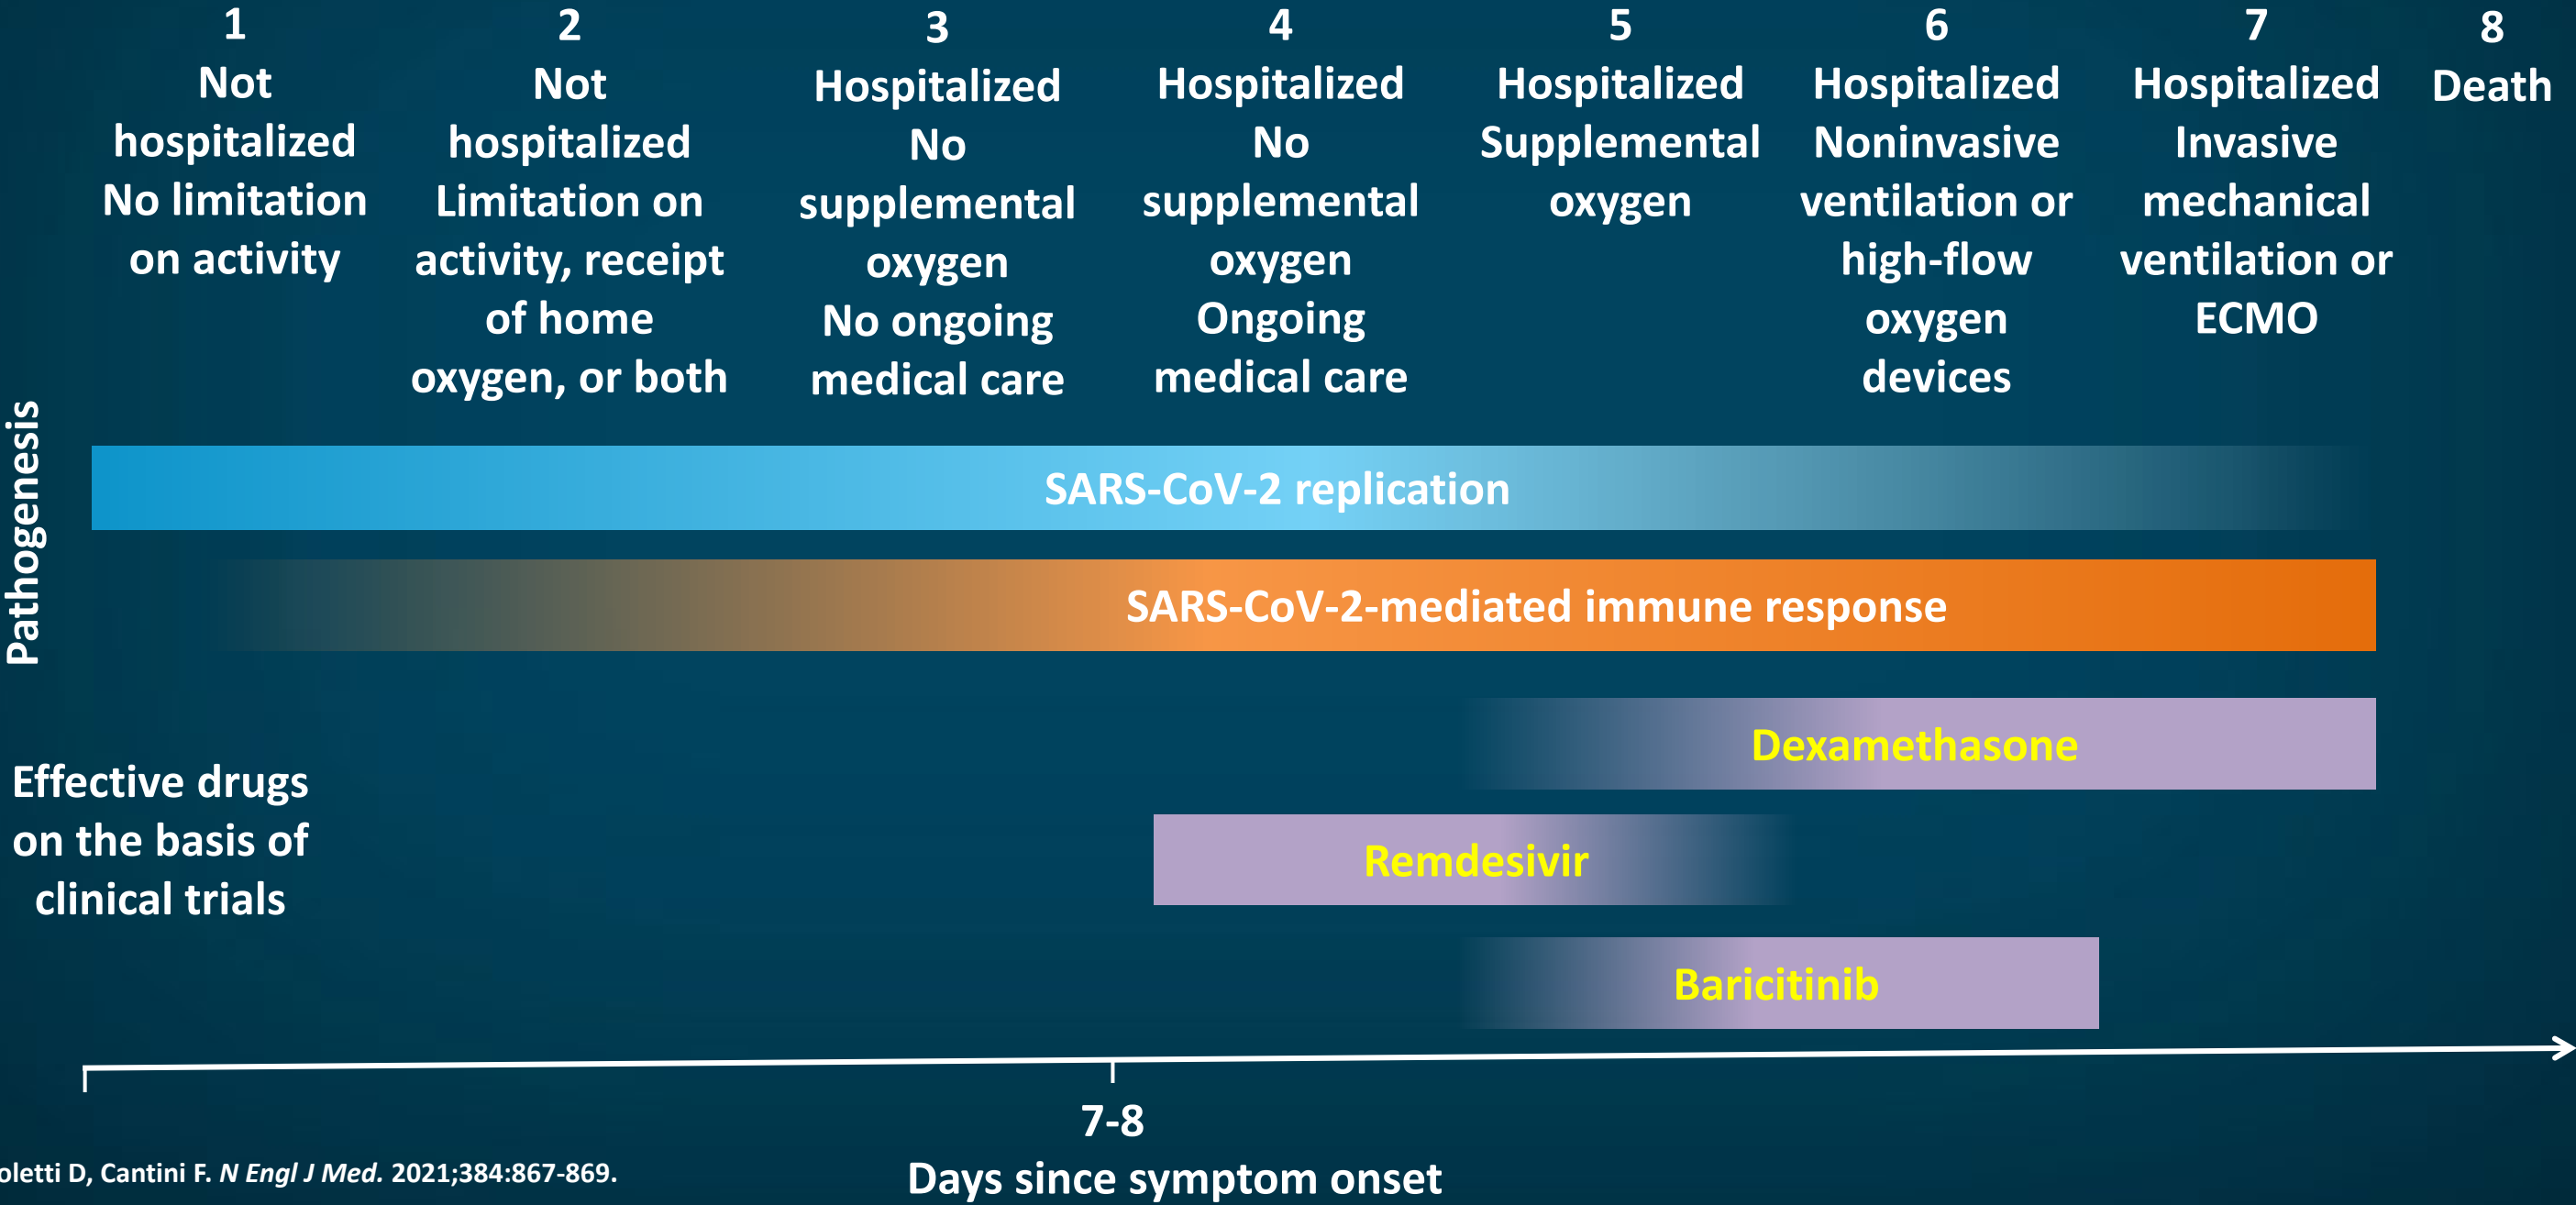 1
Not
hospitalized
No limitation
on activity
2
Not
hospitalized
Limitation on
activity, receipt
of home
oxygen, or both
3
Hospitalized
No
supplemental
oxygen
No ongoing
medical care
4
Hospitalized
No
supplemental
oxygen
Ongoing
medical care
5
Hospitalized
Supplemental
oxygen
6
Hospitalized
Noninvasive
ventilation or
high-flow
oxygen
devices
7
Hospitalized
Invasive
mechanical
ventilation or
ECMO
8
Death
Pathogenesis
SARS-CoV-2 replication
SARS-CoV-2-mediated immune response
Effective drugs
on the basis of
clinical trials
Dexamethasone
Remdesivir
Baricitinib
7-8
Days since symptom onset
oletti D, Cantini F. N Engl J Med. 2021;384:867-869.